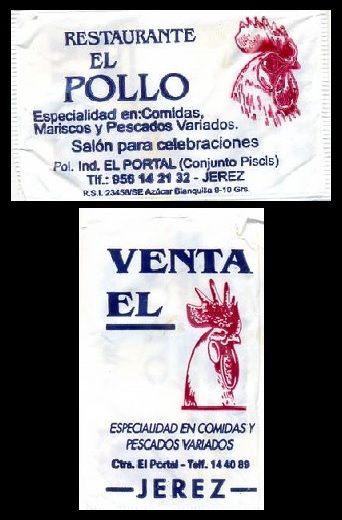 RESTAURANTE
EL
POLLO
Especialidad en:Comidas,
Mariscos y Pescados Variados.
Salón para celebraciones
Pol. Ind. EL PORTAL (Conjunto Piscis)
Tlf.: 956 14 21 32 - JEREZ
R.S.I. 23458/SE Azúcar Blanquilla 9-10 Grs.
VENTA
EL
ESPECIALIDAD EN COMIDAS Y
PESCADOS VARIADOS
Ctra. El Portal - Telf. 14 40 89
— JEREZ —